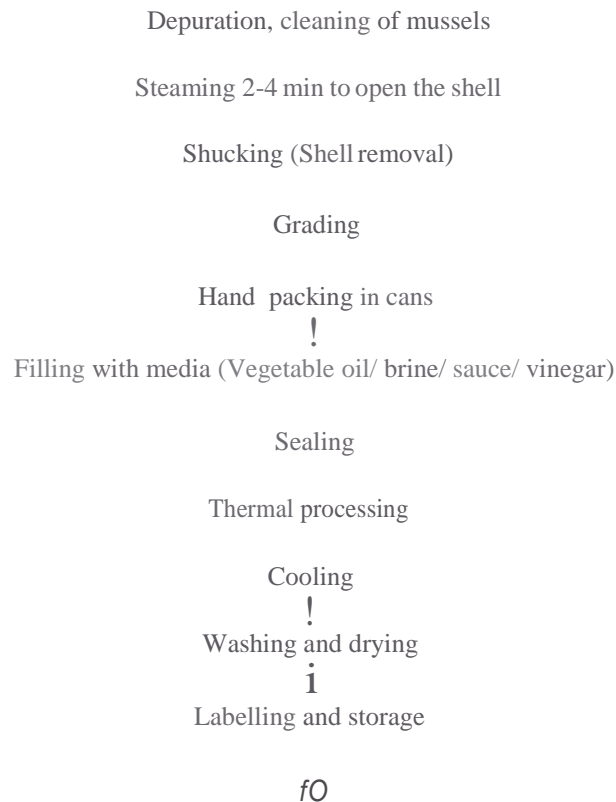 Depuration, cleaning of mussels
Steaming 2-4 min to open the shell
Shucking (Shell removal)
Grading
Hand packing in cans
!
Filling with media (Vegetable oil/ brine/ sauce/ vinegar)
Sealing
Thermal processing
Cooling
!
Washing and drying
i
Labelling and storage
fO